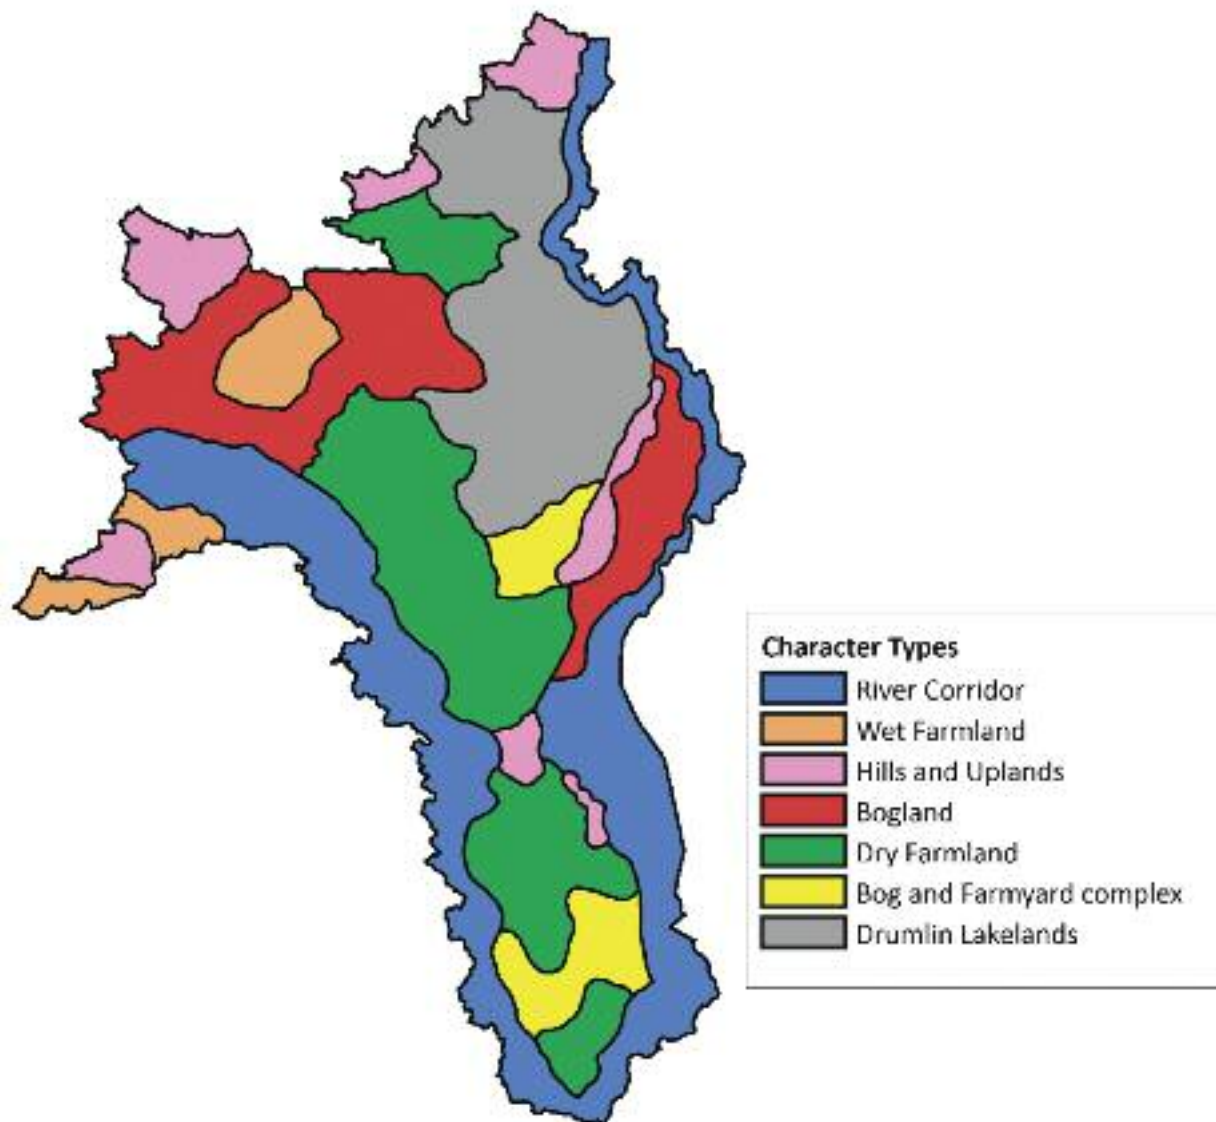 Character Types
River Corridor
Wet Farmland
Hills and Uplands
Bogland
Dry Farmland
Bog and Farmyard complex
Drumlin Lakelands